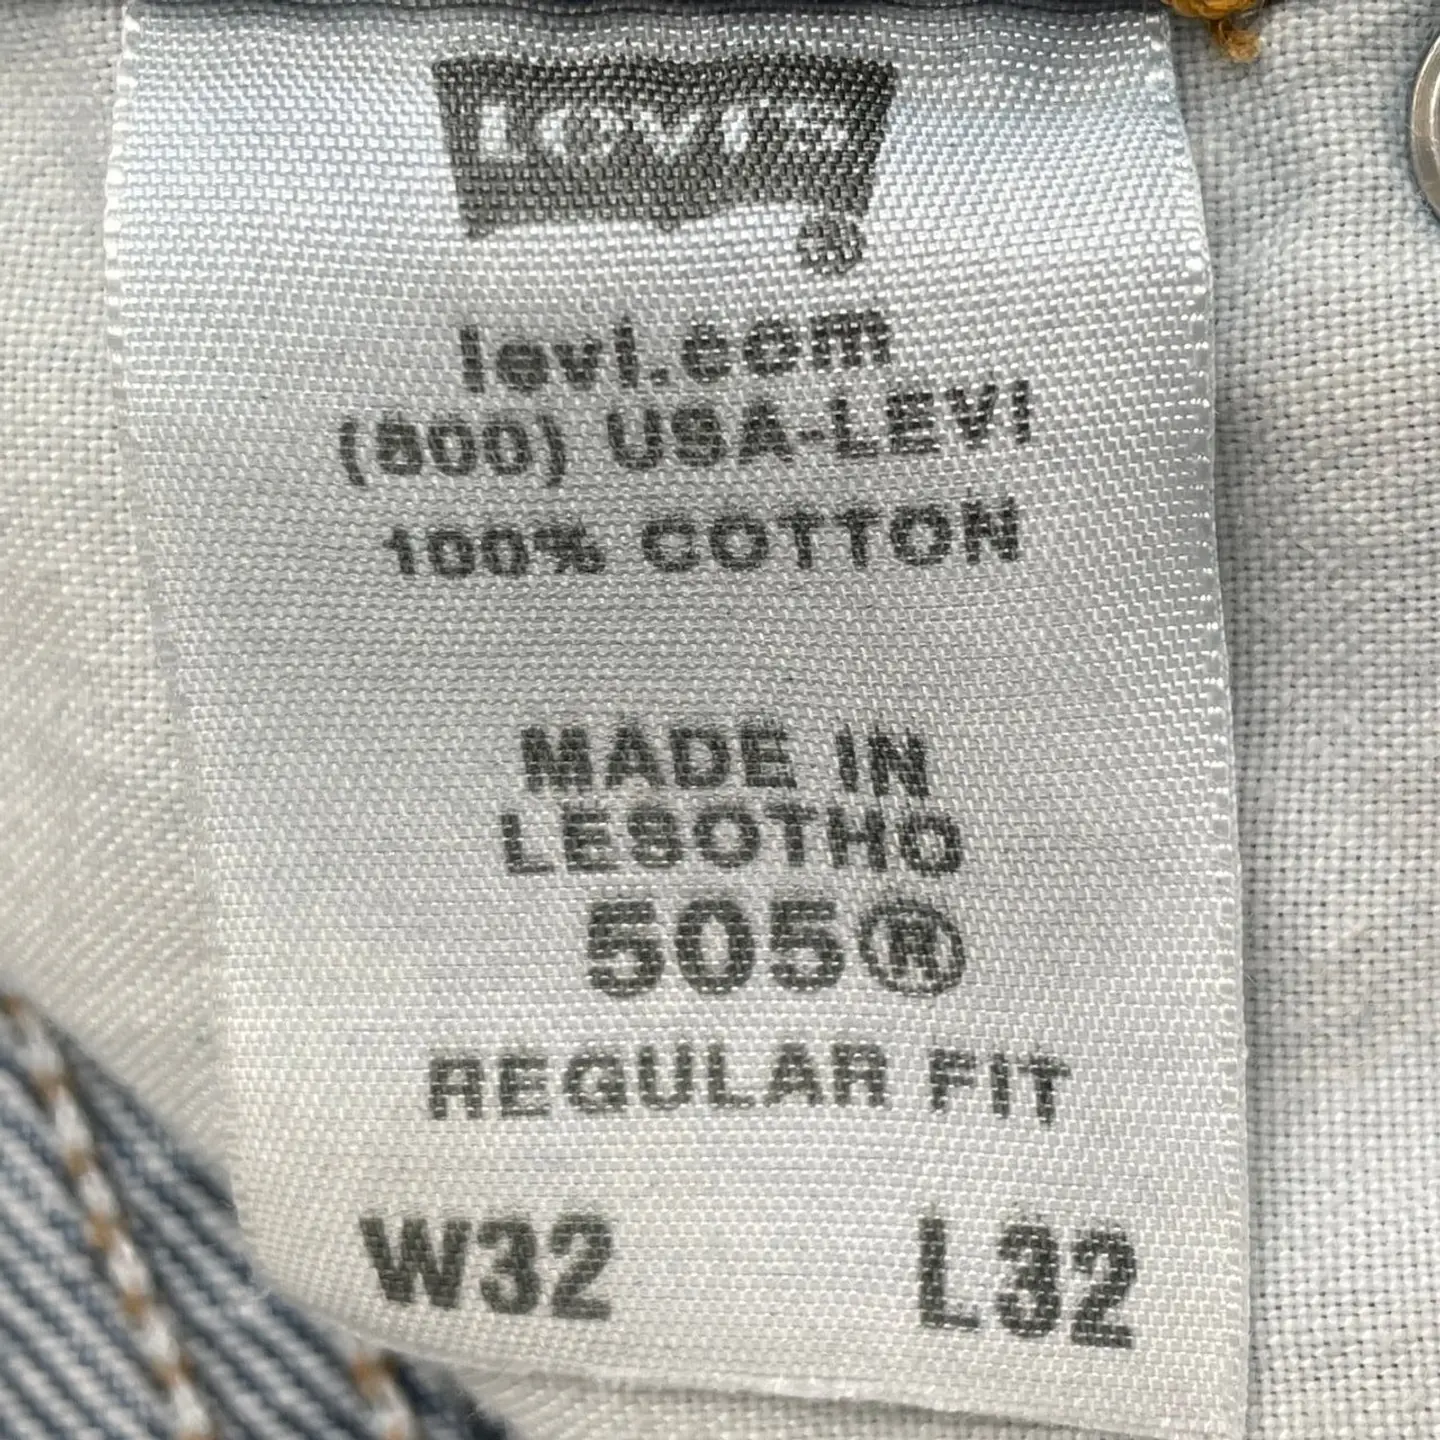 Levi's
®
levi.com
(800) USA-LEVI
100% COTTON
MADE IN
LESOTHO
505®
REGULAR FIT
W32 L32